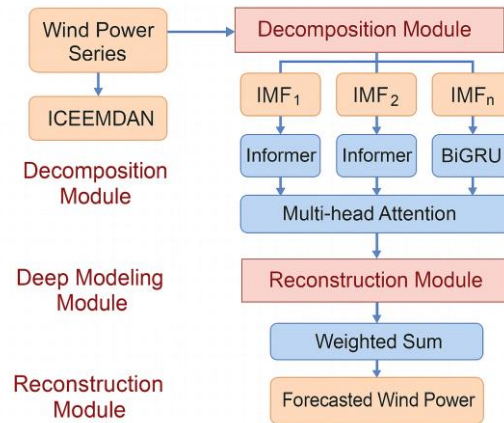 Wind Power
Series
Decomposition Module
ICEEMDAN
IMF₁
IMF₂
IMFₙ
Informer
Informer
BiGRU
Decomposition
Module
Multi-head Attention
Deep Modeling
Module
Reconstruction Module
Weighted Sum
Reconstruction
Module
Forecasted Wind Power